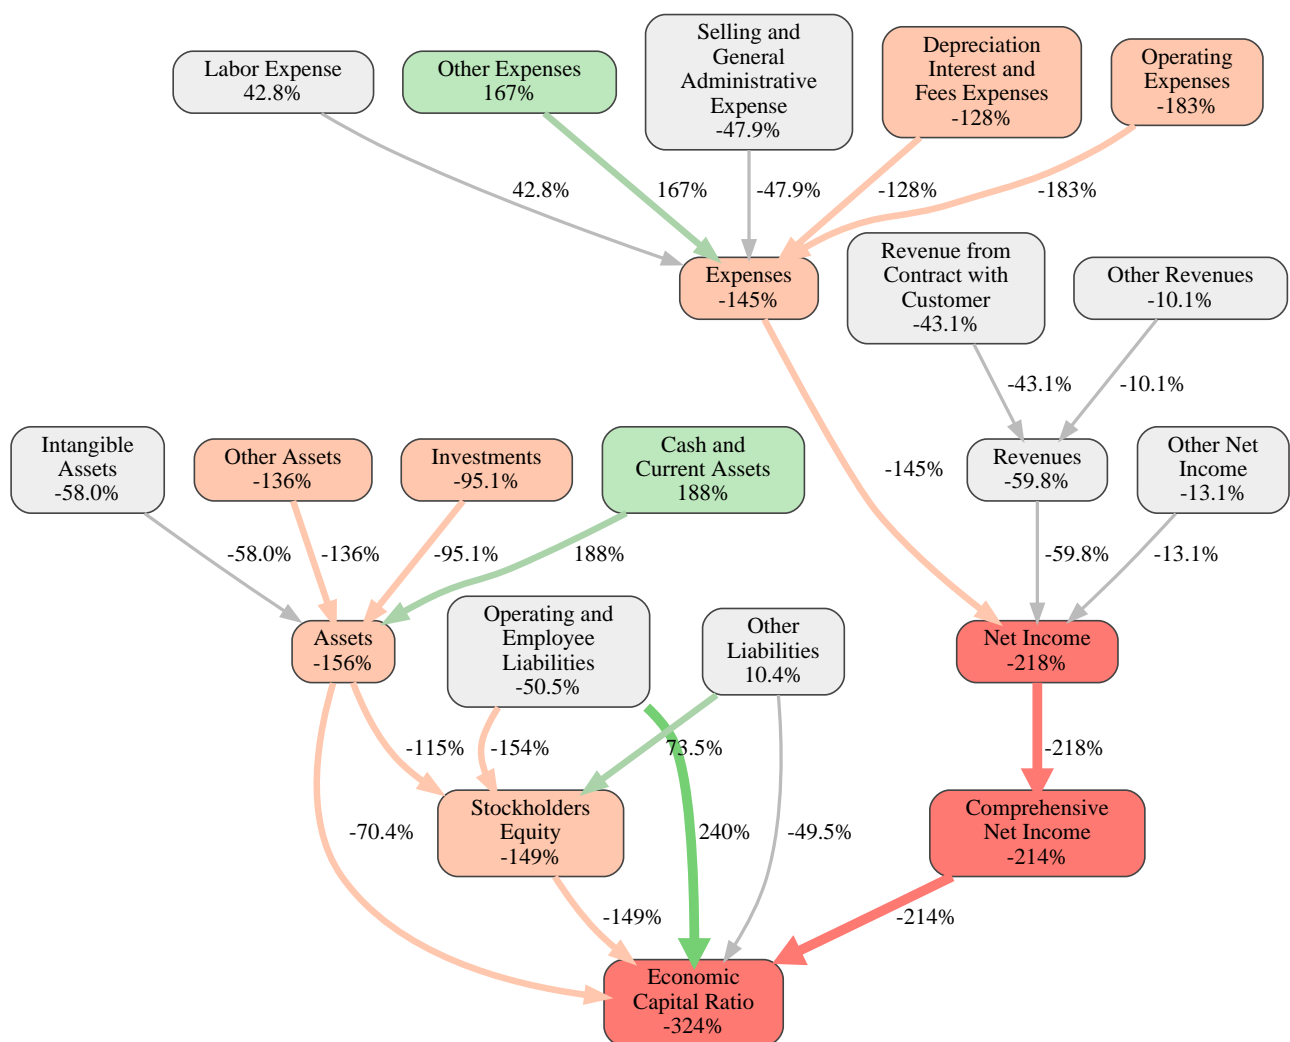 Labor Expense
42.8%
Other Expenses
167%
Selling and
General
Administrative
Expense
-47.9%
Depreciation
Interest and
Fees Expenses
-128%
Operating
Expenses
-183%
42.8%
167%
-47.9%
-128%
-183%
Expenses
-145%
Revenue from
Contract with
Customer
-43.1%
Other Revenues
-10.1%
-43.1%
-10.1%
Intangible
Assets
-58.0%
Other Assets
-136%
Investments
-95.1%
Cash and
Current Assets
188%
-145%
Revenues
-59.8%
Other Net
Income
-13.1%
-58.0%
-136%
-95.1%
188%
-59.8%
-13.1%
Assets
-156%
Operating and
Employee
Liabilities
-50.5%
Other
Liabilities
10.4%
Net Income
-218%
-115%
-154%
73.5%
-218%
-70.4%
Stockholders
Equity
-149%
240%
-49.5%
Comprehensive
Net Income
-214%
-149%
-214%
Economic
Capital Ratio
-324%